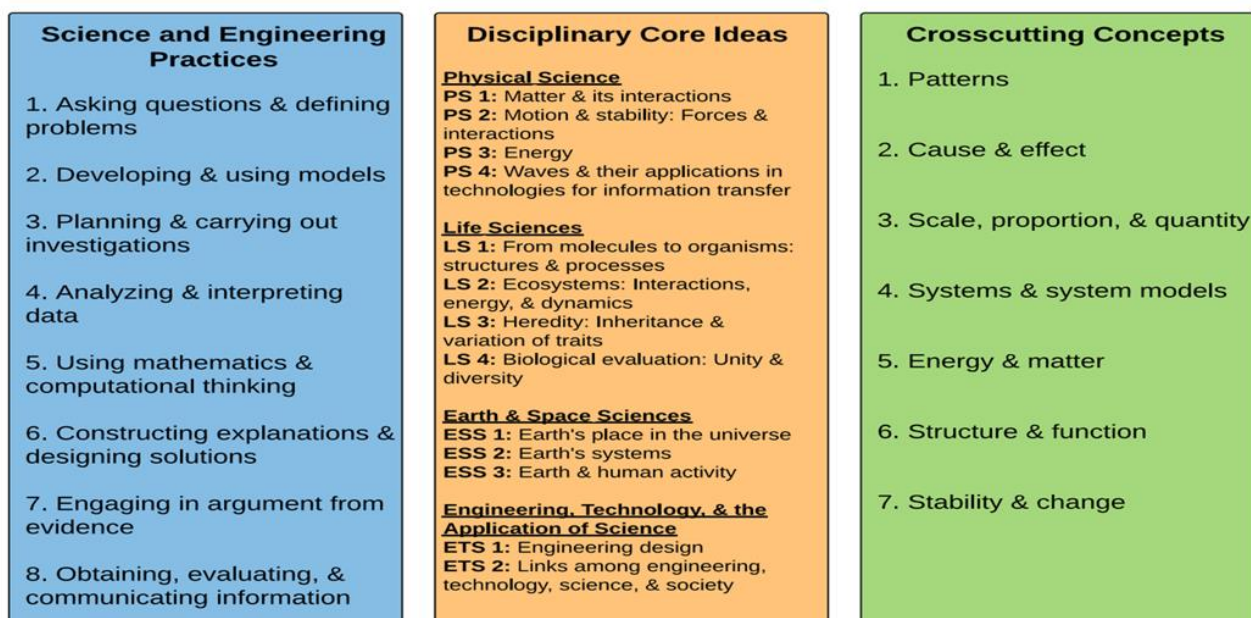 Science and Engineering
Practices
1. Asking questions & defining
problems
2. Developing & using models
3. Planning & carrying out
investigations
4. Analyzing & interpreting
data
5. Using mathematics &
computational thinking
6. Constructing explanations &
designing solutions
7. Engaging in argument from
evidence
8. Obtaining, evaluating, &
communicating information
Disciplinary Core Ideas
Physical Science
PS 1: Matter & its interactions
PS 2: Motion & stability: Forces &
interactions
PS 3: Energy
PS 4: Waves & their applications in
technologies for information transfer
Life Sciences
LS 1: From molecules to organisms:
structures & processes
LS 2: Ecosystems: Interactions,
energy, & dynamics
LS 3: Heredity: Inheritance &
variation of traits
LS 4: Biological evaluation: Unity &
diversity
Earth & Space Sciences
ESS 1: Earth's place in the universe
ESS 2: Earth's systems
ESS 3: Earth & human activity
Engineering, Technology, & the
Application of Science
ETS 1: Engineering design
ETS 2: Links among engineering,
technology, science, & society
Crosscutting Concepts
1. Patterns
2. Cause & effect
3. Scale, proportion, & quantity
4. Systems & system models
5. Energy & matter
6. Structure & function
7. Stability & change